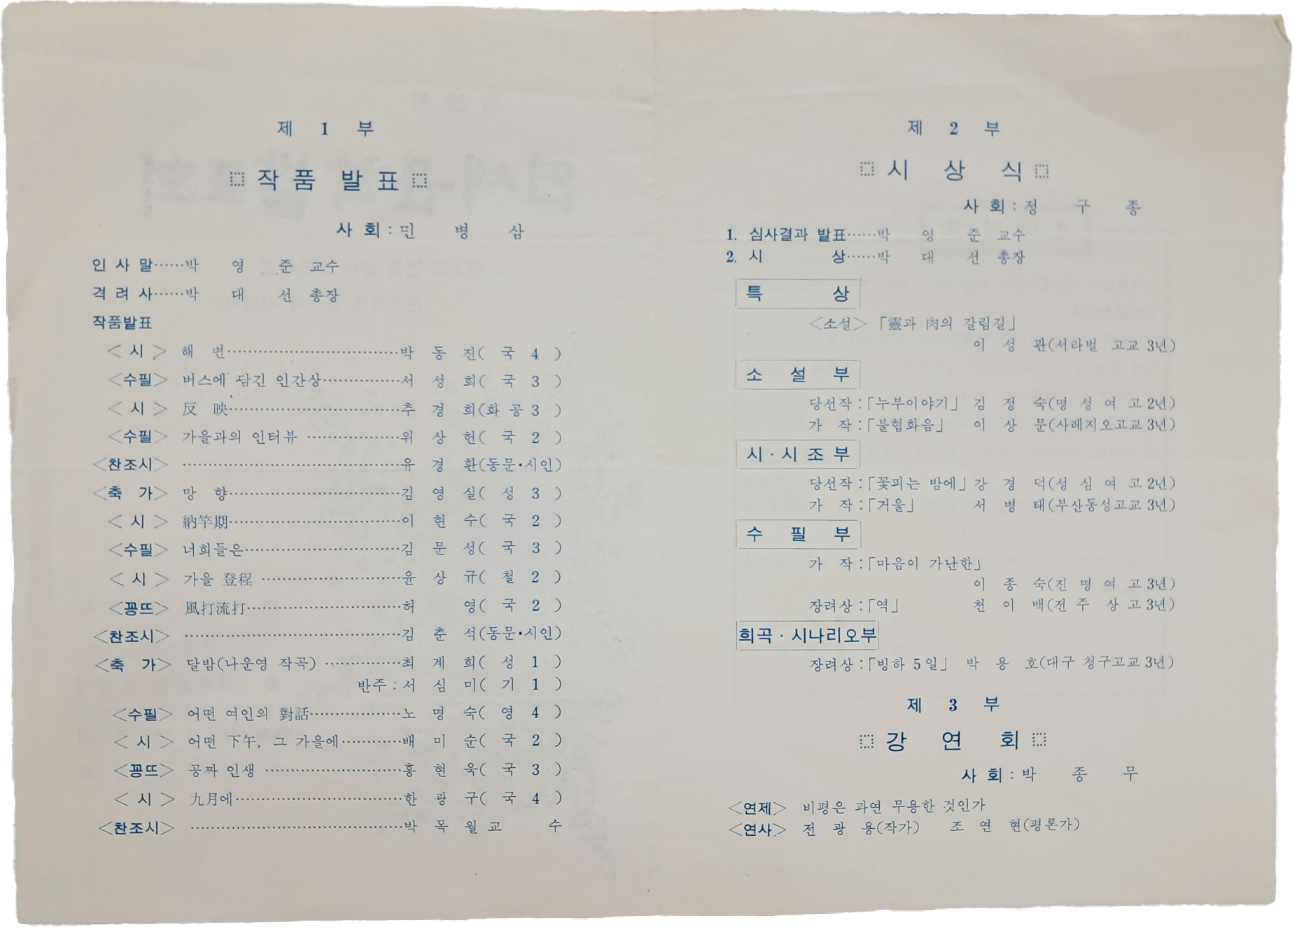 제 1 부
작품 발표
사 회 : 민 병 삼
인 사 말……박 영 준 교수
격 려 사……박 대 선 총장
작품발표
< 시 > 해 변……………………………박 동 진( 국 4 )
<수필> 버스에 담긴 인간상……………서 성 희( 국 3 )
< 시 > 反 映……………………………추 경 희(화 공 3 )
<수필> 가을과의 인터뷰 ………………위 상 헌( 국 2 )
<찬조시> …………………………………유 경 환(동문·시인)
<축 가> 망 향……………………………김 영 실( 성 3 )
< 시 > 納竿期……………………………이 현 수( 국 2 )
<수필> 너희들은…………………………김 문 성( 국 3 )
< 시 > 가을 登程 ………………………윤 상 규( 철 2 )
<꽁뜨> 風打流打…………………………허 영( 국 2 )
<찬조시> …………………………………김 춘 석(동문·시인)
<축 가> 달밤(나운영 작곡) ……………최 계 희( 성 1 )
반주 : 서 심 미( 기 1 )
<수필> 어떤 여인의 對話………………노 명 숙( 영 4 )
< 시 > 어떤 下午, 그 가을에…………배 미 순( 국 2 )
<꽁뜨> 공짜 인생 ………………………홍 현 욱( 국 3 )
< 시 > 九月에……………………………한 광 구( 국 4 )
<찬조시> …………………………………박 목 월 교 수
제 2 부
시 상 식
사 회 : 정 구 종
1. 심사결과 발표……박 영 준 교수
2. 시 상……박 대 선 총장
특 상
<소설> 「靈과 肉의 갈림길」
이 성 관(서라벌 고교 3년)
소 설 부
당선작 :「누부이야기」 김 정 숙(명 성 여 고 2년)
가 작 :「불협화음」 이 상 문(사레지오고교 3년)
시 · 시 조 부
당선작 :「꽃피는 밤에」강 경 덕(성 심 여 고 2년)
가 작 :「거울」 서 병 태(부산동성고교 3년)
수 필 부
가 작 :「마음이 가난한」
이 종 숙(진 명 여 고 3년)
장려상 :「역」 천 이 백(전 주 상 고 3년)
희곡 · 시나리오부
장려상 :「빙하 5일」 박 용 호(대구 청구고교 3년)
제 3 부
강 연 회
사 회 : 박 종 무
<연제> 비평은 과연 무용한 것인가
<연사> 전 광 용(작가) 조 연 현(평론가)